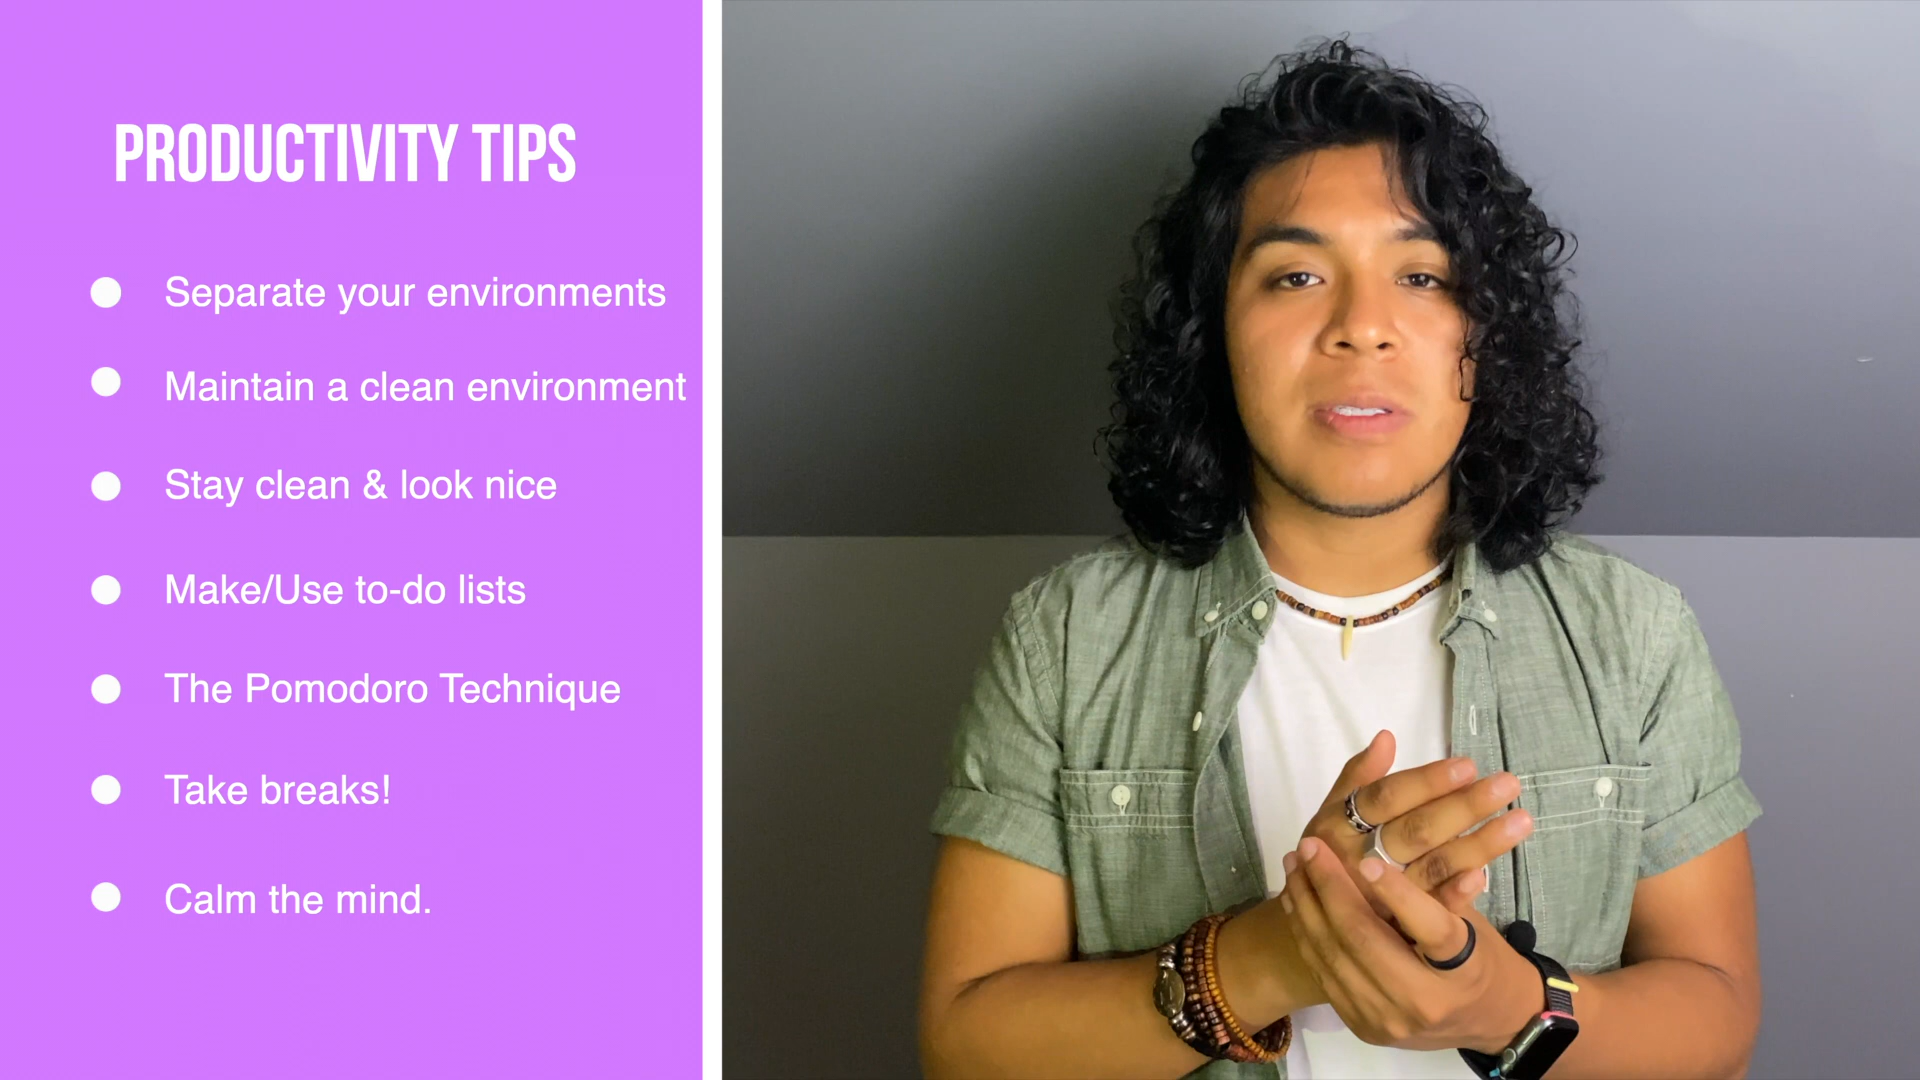 PRODUCTIVITY TIPS
Separate your environments
Maintain a clean environment
Stay clean & look nice
Make/Use to-do lists
The Pomodoro Technique
Take breaks!
Calm the mind.